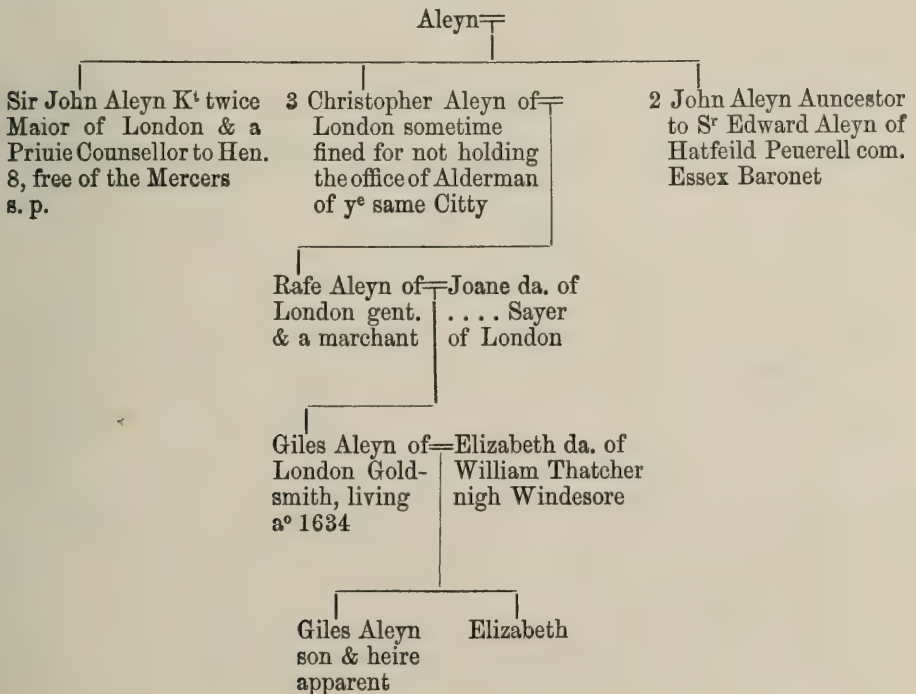 Aleyn
Sir John Aleyn Kt twice
Maior of London & a
Priuie Counsellor to Hen.
8, free of the Mercers
s. p.
3 Christopher Aleyn of
London sometime
fined for not holding
the office of Alderman
of ye same Citty
2 John Aleyn Auncestor
to Sr Edward Aleyn of
Hatfeild Peuerell com.
Essex Baronet
Rafe Aleyn of
London gent.
& a marchant
Joane da. of
. . . . Sayer
of London
Giles Aleyn of
London Gold-
smith, living
ao 1634
Elizabeth da. of
William Thatcher
nigh Windesore
Giles Aleyn
son & heire
apparent
Elizabeth